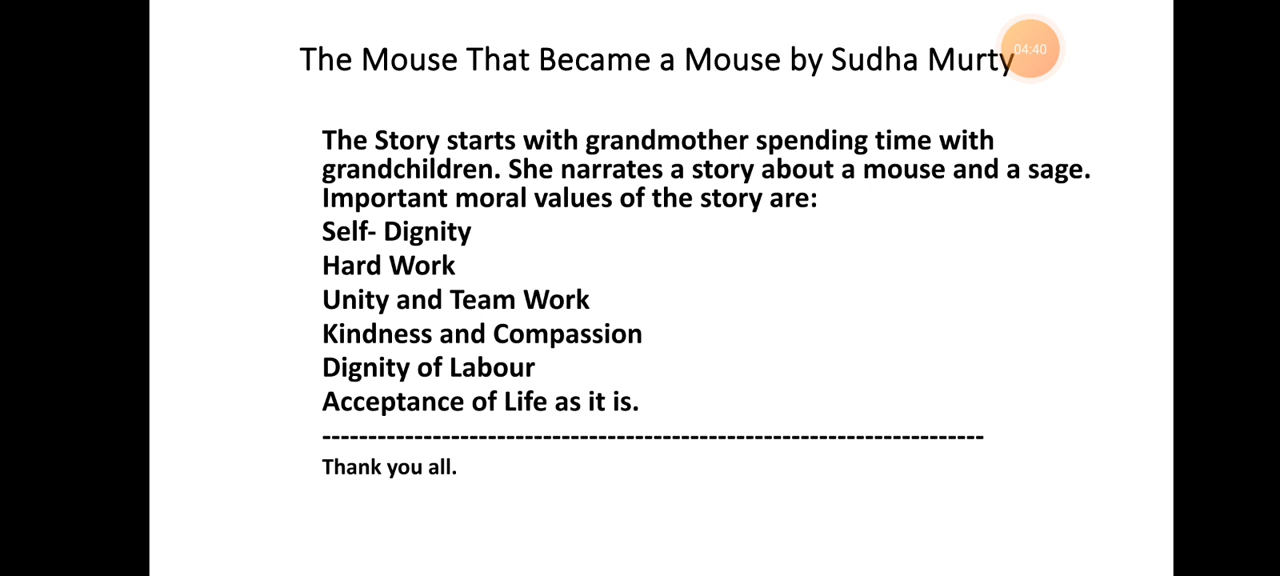 The Mouse That Became a Mouse by Sudha Murty
04:40
The Story starts with grandmother spending time with
grandchildren. She narrates a story about a mouse and a sage.
Important moral values of the story are:
Self- Dignity
Hard Work
Unity and Team Work
Kindness and Compassion
Dignity of Labour
Acceptance of Life as it is.
------------------------------------------------------------------------
Thank you all.